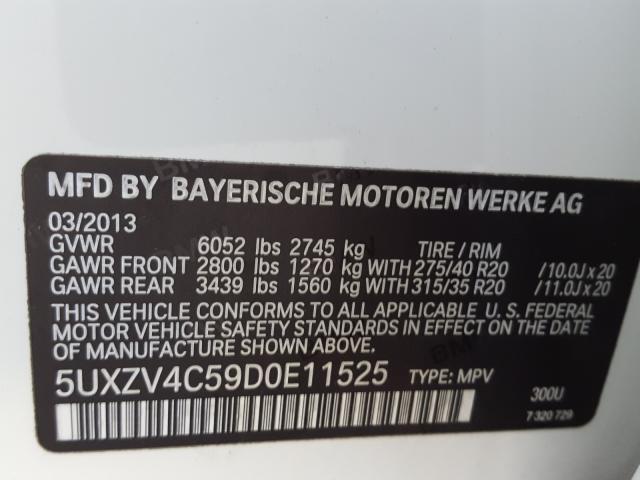 MFD BY BAYERISCHE MOTOREN WERKE AG
03/2013
GVWR 6052 lbs 2745 kg TIRE / RIM
GAWR FRONT 2800 lbs 1270 kg WITH 275/40 R20 / 10.0J x 20
GAWR REAR 3439 lbs 1560 kg WITH 315/35 R20 / 11.0J x 20
THIS VEHICLE CONFORMS TO ALL APPLICABLE U.S. FEDERAL
MOTOR VEHICLE SAFETY STANDARDS IN EFFECT ON THE DATE
OF MANUFACTURE SHOWN ABOVE.
5UXZV4C59D0E11525 TYPE: MPV
300U
7 320 729